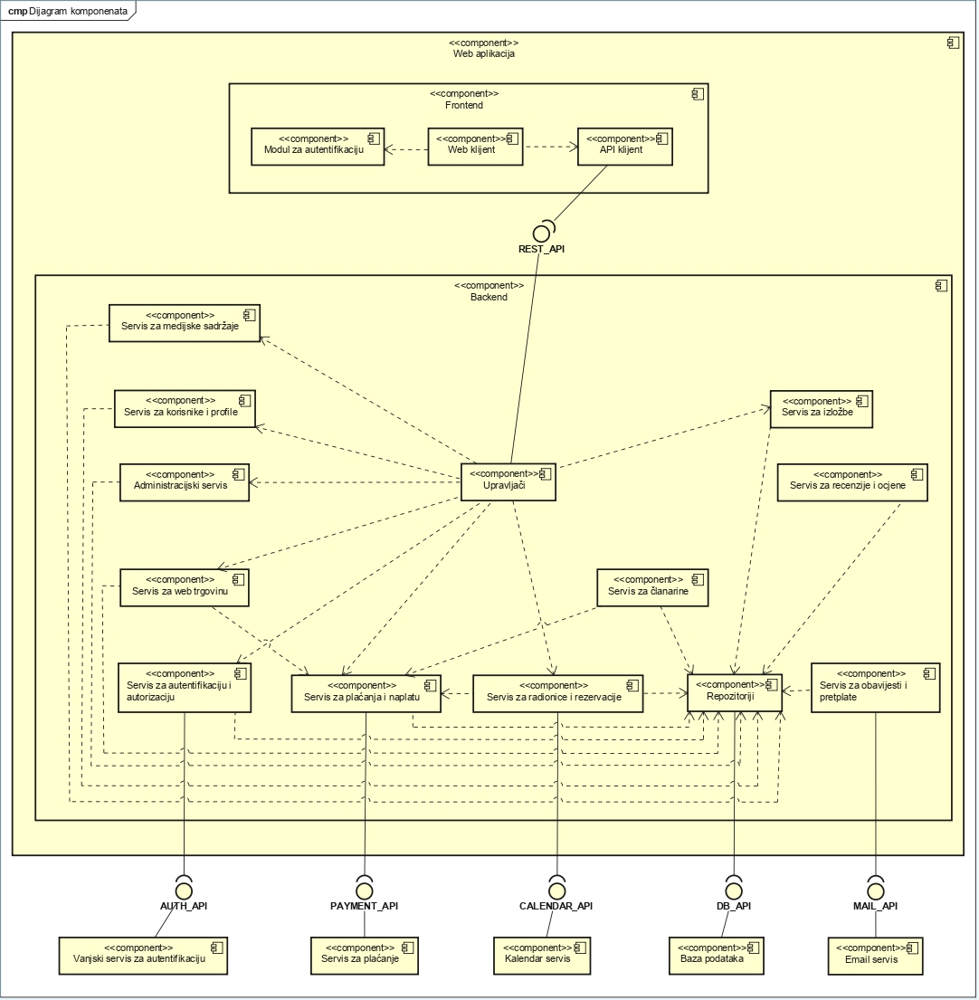 cmp Dijagram komponenata
<<component>>
Web aplikacija
<<component>>
Frontend
<<component>>
Modul za autentifikaciju
<<component>>
Web klijent
<<component>>
API klijent
REST_API
<<component>>
Backend
<<component>>
Servis za medijske sadržaje
<<component>>
Servis za korisnike i profile
<<component>>
Servis za izložbe
<<component>>
Administracijski servis
<<component>>
Upravljači
<<component>>
Servis za recenzije i ocjene
<<component>>
Servis za web trgovinu
<<component>>
Servis za članarine
<<component>>
Servis za autentifikaciju i
autorizaciju
<<component>>
Servis za plaćanja i naplatu
<<component>>
Servis za radionice i rezervacije
<<component>>
Repozitoriji
<<component>>
Servis za obavijesti i
pretplate
AUTH_API
PAYMENT_API
CALENDAR_API
DB_API
MAIL_API
<<component>>
Vanjski servis za autentifikaciju
<<component>>
Servis za plaćanje
<<component>>
Kalendar servis
<<component>>
Baza podataka
<<component>>
Email servis